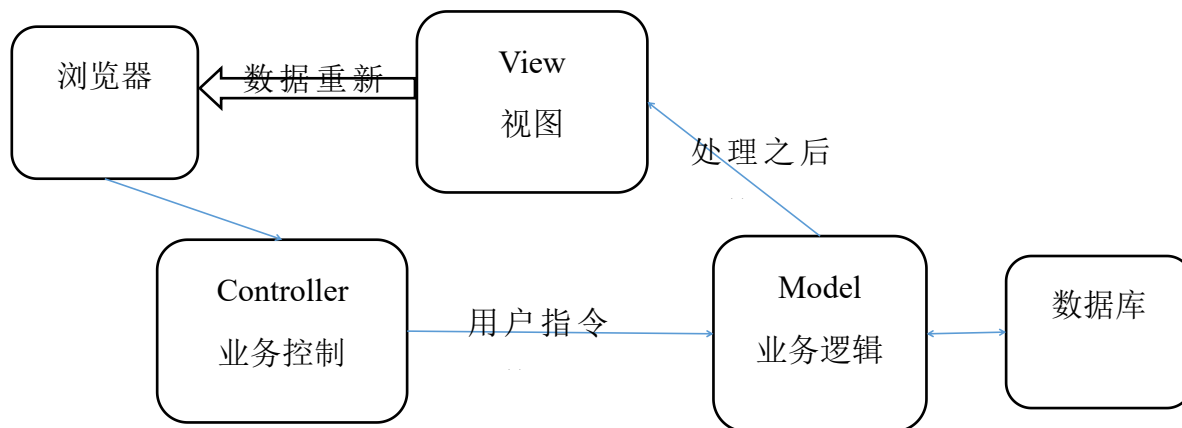 浏览器
数据重新
View
视图
处理之后
Controller
业务控制
用户指令
Model
业务逻辑
数据库